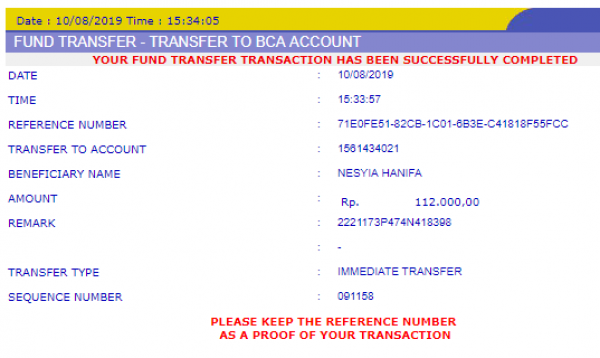 Date : 10/08/2019 Time : 15:34:05
FUND TRANSFER - TRANSFER TO BCA ACCOUNT
YOUR FUND TRANSFER TRANSACTION HAS BEEN SUCCESSFULLY COMPLETED
DATE : 10/08/2019
TIME : 15:33:57
REFERENCE NUMBER : 71E0FE51-82CB-1C01-6B3E-C41818F55FCC
TRANSFER TO ACCOUNT : 1561434021
BENEFICIARY NAME : NESYIA HANIFA
AMOUNT : Rp. 112.000,00
REMARK : 2221173P474N418398
: -
TRANSFER TYPE : IMMEDIATE TRANSFER
SEQUENCE NUMBER : 091158
PLEASE KEEP THE REFERENCE NUMBER
AS A PROOF OF YOUR TRANSACTION